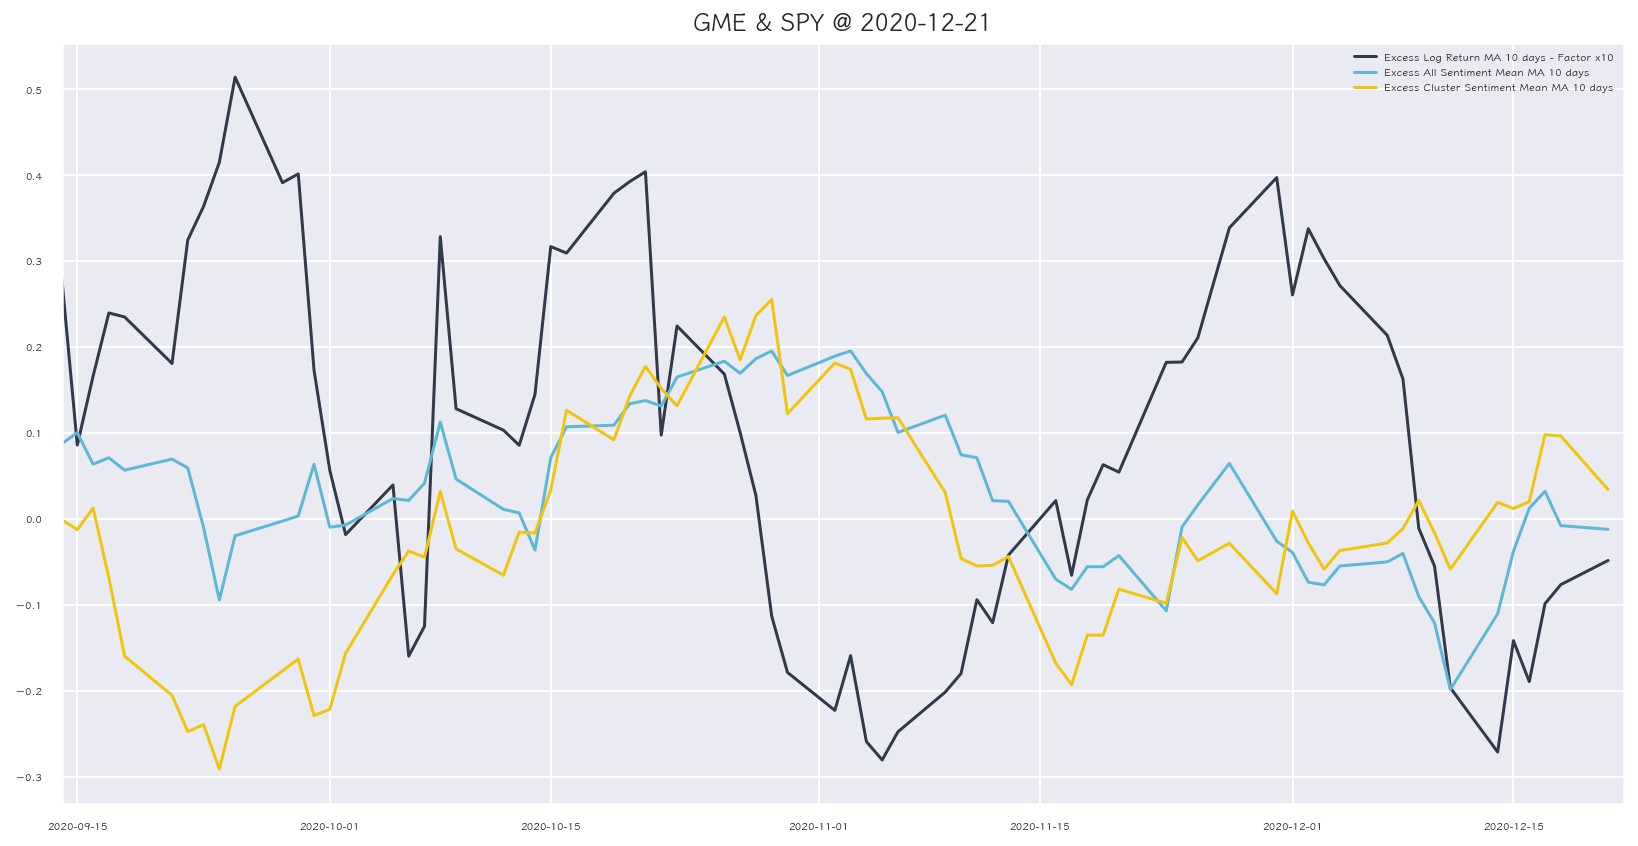 GME & SPY @ 2020-12-21
Excess Log Return MA 10 days - Factor x10
Excess All Sentiment Mean MA 10 days
Excess Cluster Sentiment Mean MA 10 days
0.5
0.4
0.3
0.2
0.1
0.0
−0.1
−0.2
−0.3
2020-09-15 2020-10-01 2020-10-15 2020-11-01 2020-11-15 2020-12-01 2020-12-15